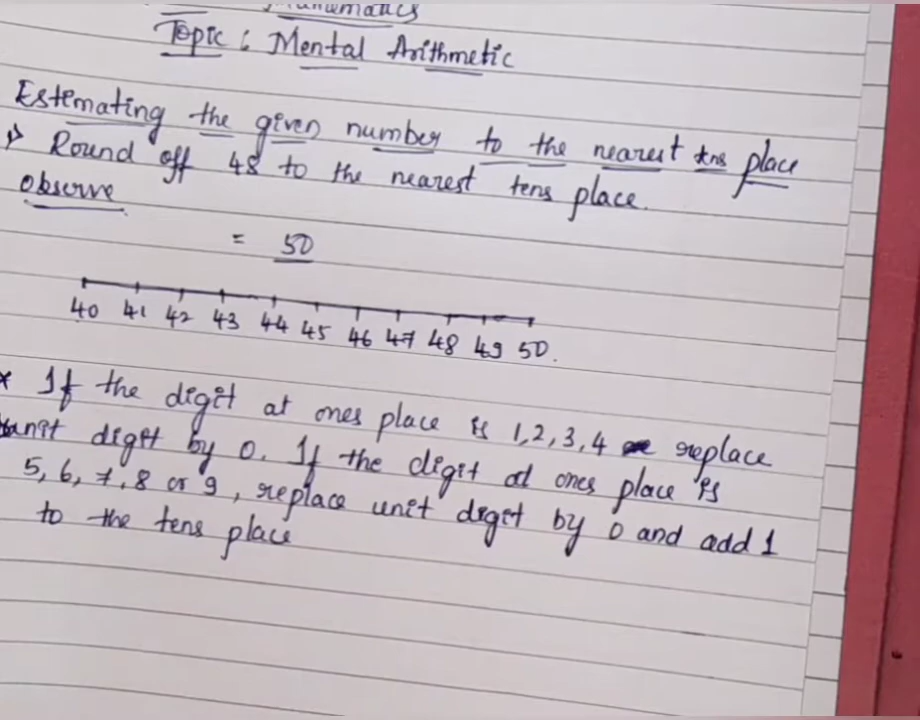 Mathematics
Topic : Mental Arithmetic
Estemating the given number to the nearest tns place
1> Round off 48 to the nearest tens place.
observe
= 50
40 41 42 43 44 45 46 47 48 49 50.
* If the digit at ones place is 1,2,3,4 replace
unit digit by 0. If the digit at ones place is
5, 6, 7, 8 or 9, replace unit digit by 0 and add 1
to the tens place